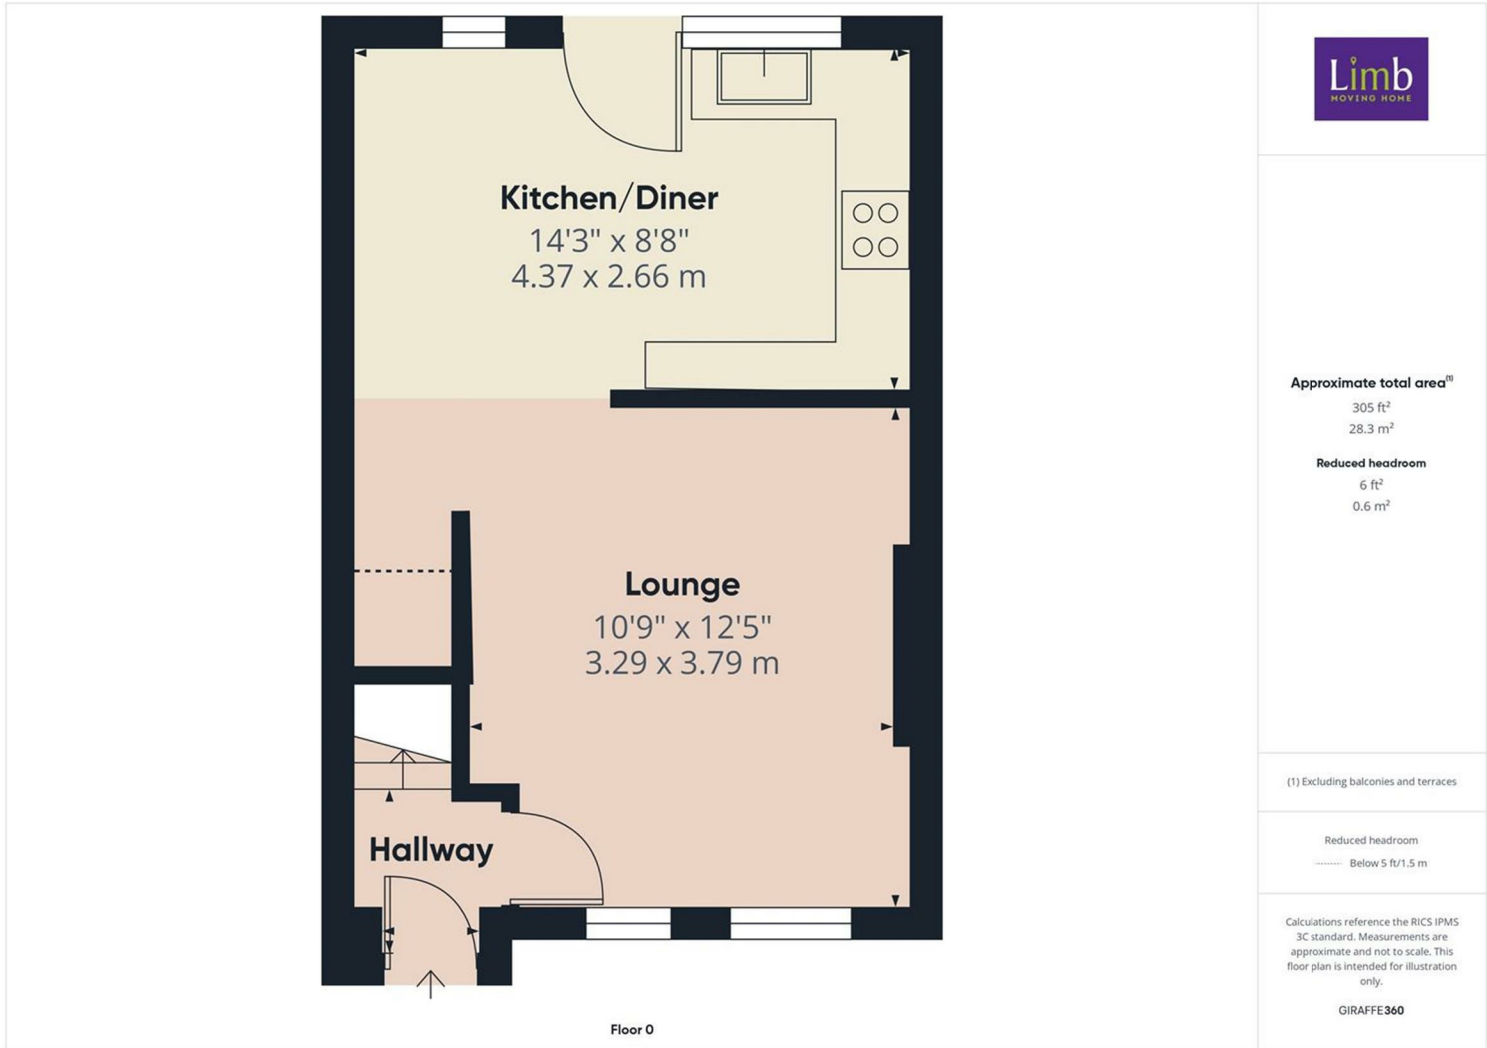 Kitchen/Diner
14'3" x 8'8"
4.37 x 2.66 m
Lounge
10'9" x 12'5"
3.29 x 3.79 m
Hallway
Floor 0
Limb
MOVING HOME
Approximate total area⁽¹⁾
305 ft²
28.3 m²
Reduced headroom
6 ft²
0.6 m²
(1) Excluding balconies and terraces
Reduced headroom
Below 5 ft/1.5 m
Calculations reference the RICS IPMS
3C standard. Measurements are
approximate and not to scale. This
floor plan is intended for illustration
only.
GIRAFFE360